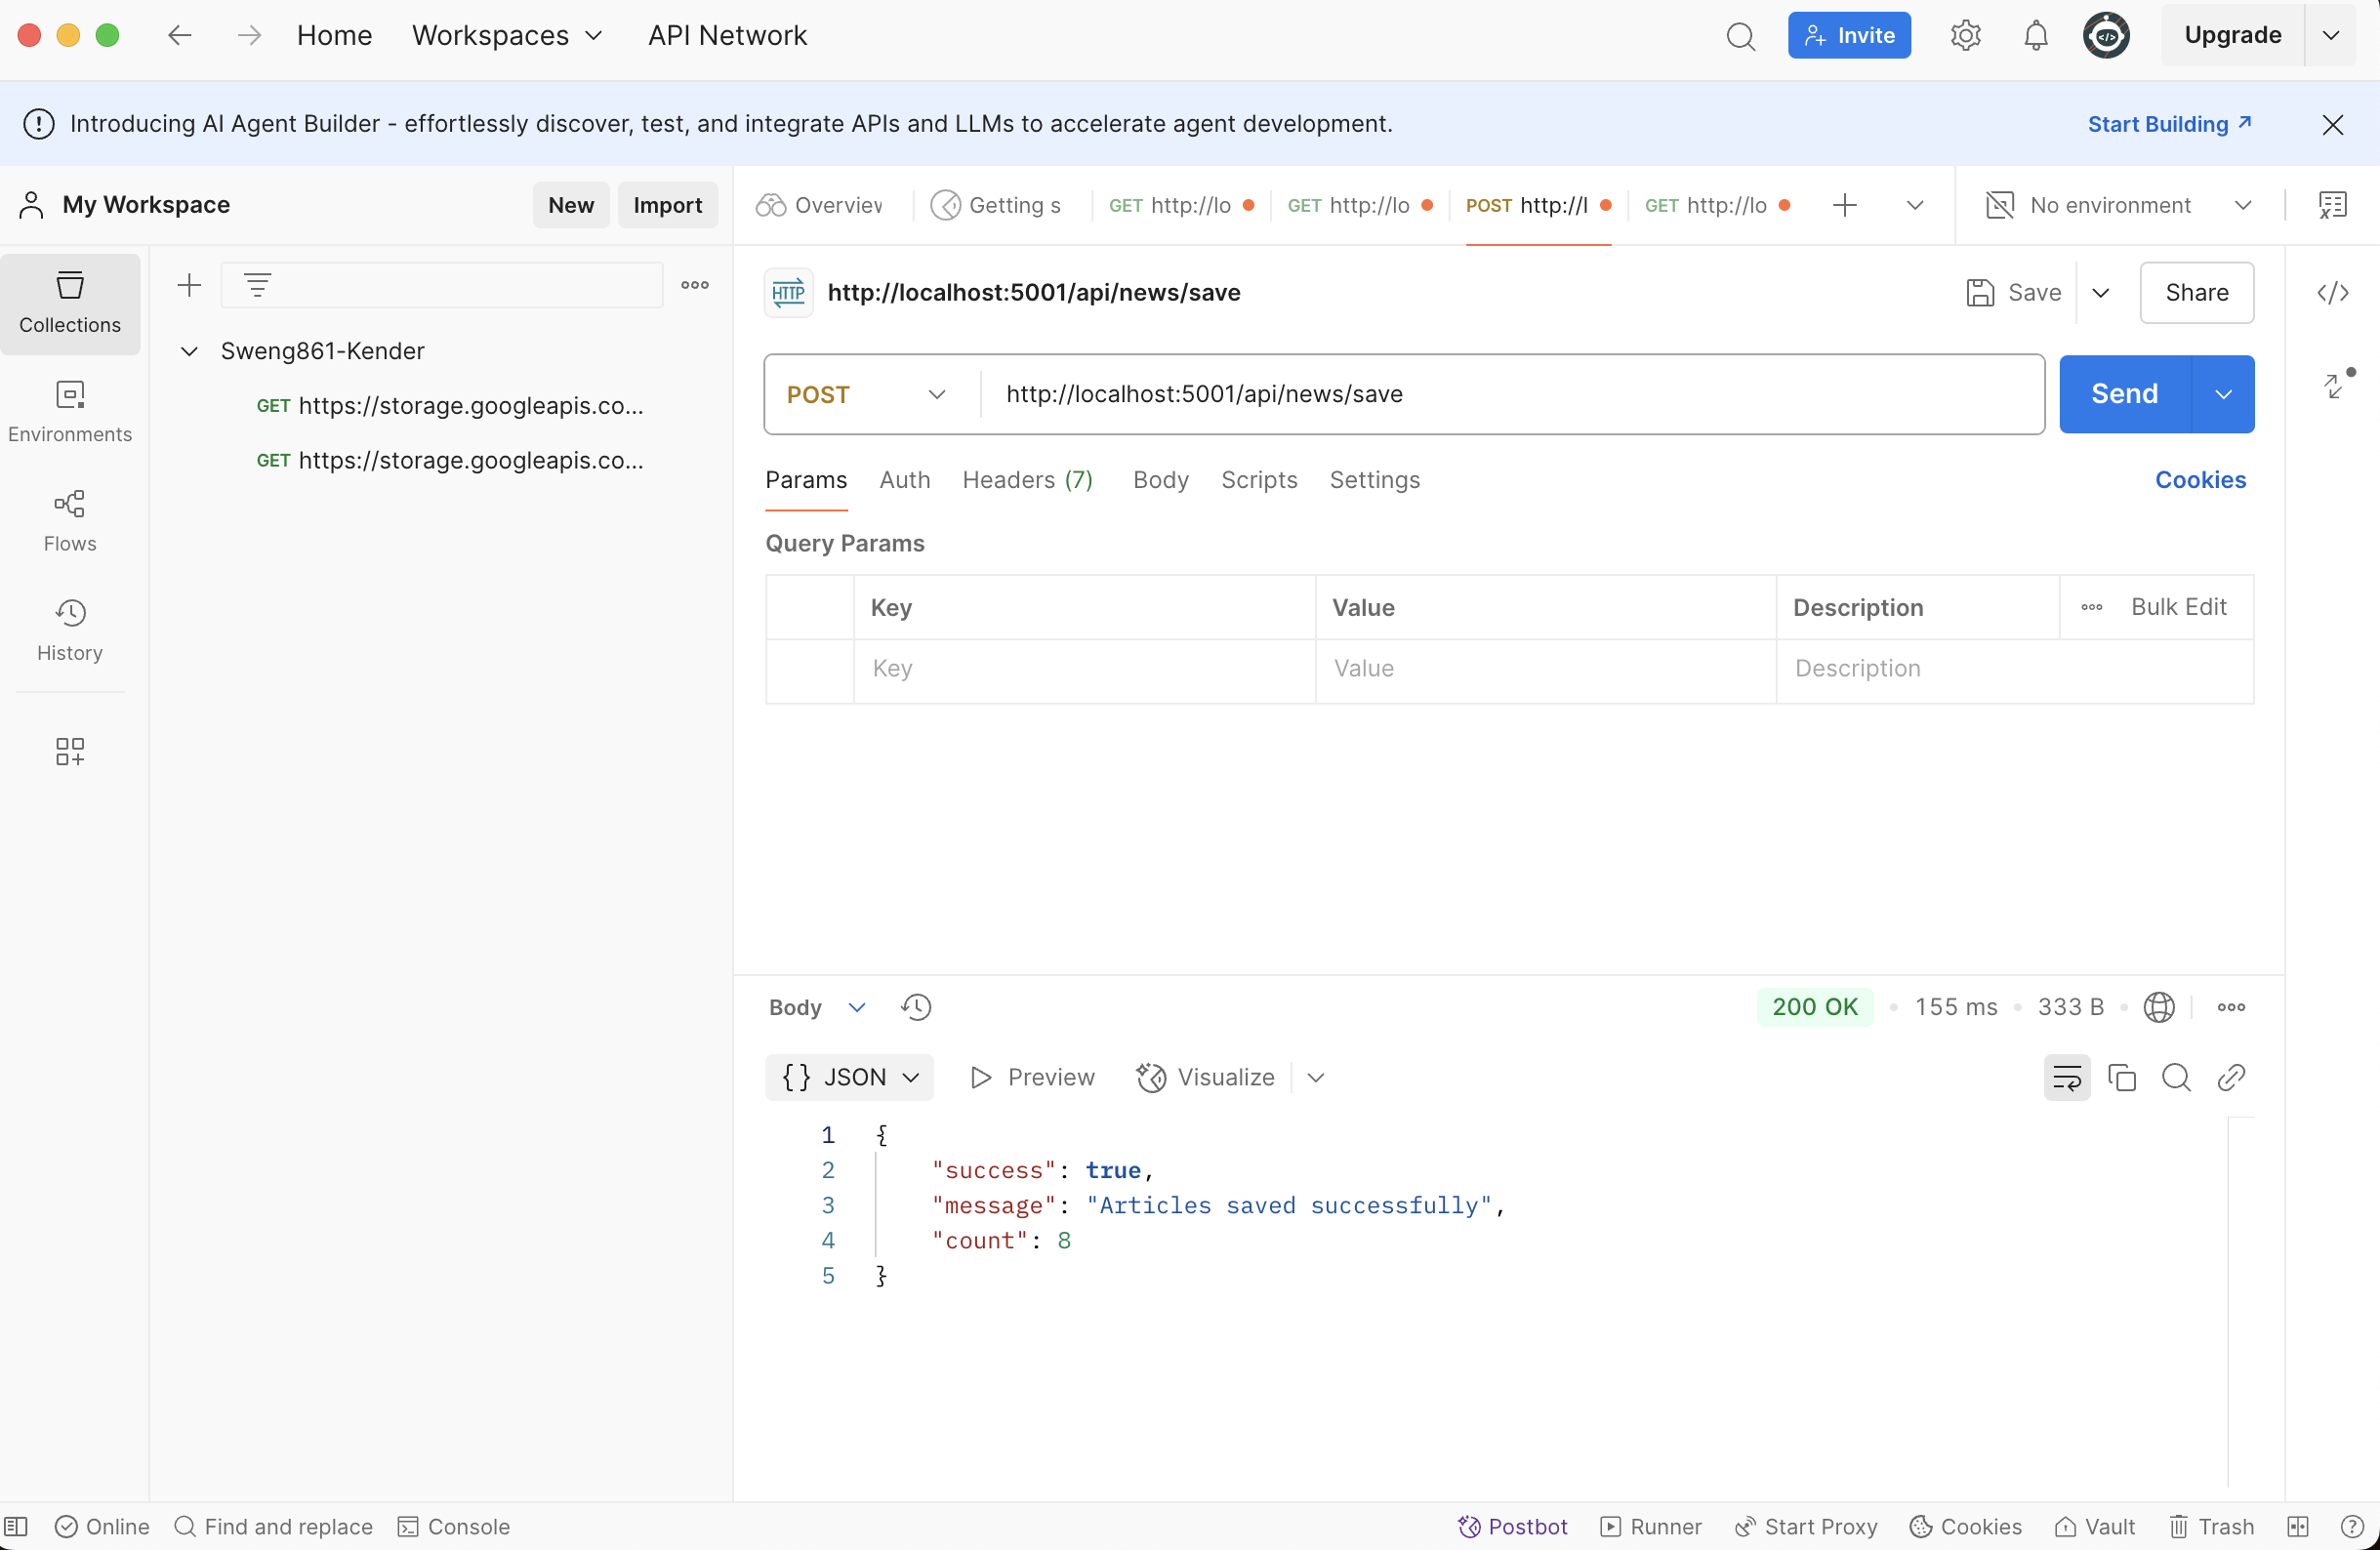 Home Workspaces API Network Invite Upgrade
Introducing AI Agent Builder - effortlessly discover, test, and integrate APIs and LLMs to accelerate agent development. Start Building
My Workspace New Import
Overview Getting s GET http://lo GET http://lo POST http://l GET http://lo No environment
Collections
Environments
Flows
History
Sweng861-Kender
GET https://storage.googleapis.co...
GET https://storage.googleapis.co...
HTTP http://localhost:5001/api/news/save Save Share
POST http://localhost:5001/api/news/save Send
Params Auth Headers (7) Body Scripts Settings Cookies
Query Params
Key Value Description Bulk Edit
Key Value Description
Body 200 OK 155 ms 333 B
{} JSON Preview Visualize
1 {
2 "success": true,
3 "message": "Articles saved successfully",
4 "count": 8
5 }
Online Find and replace Console Postbot Runner Start Proxy Cookies Vault Trash